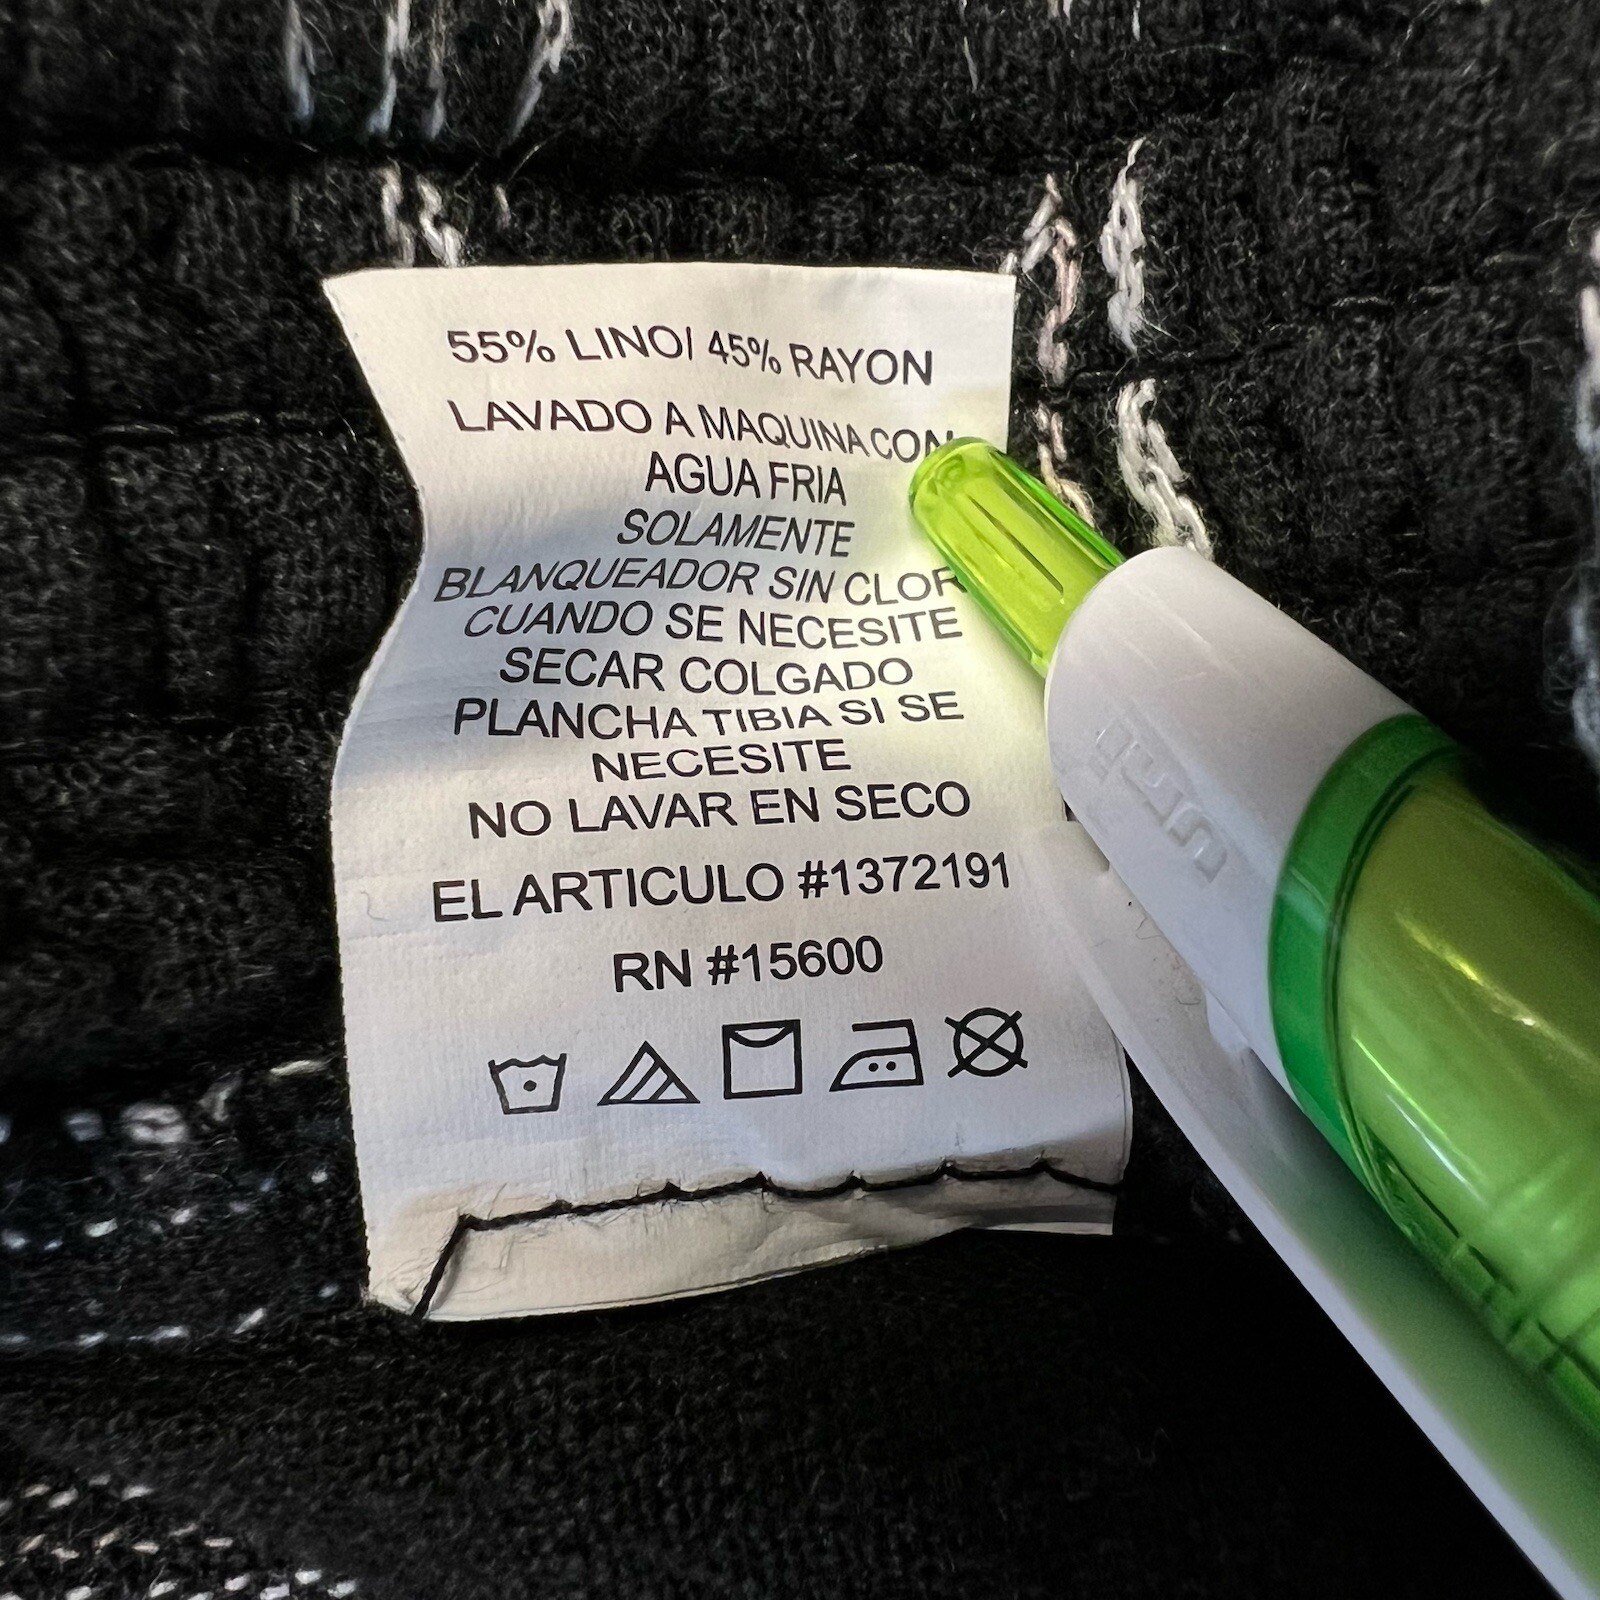 55% LINO/ 45% RAYON
LAVADO A MAQUINA CON
AGUA FRIA
SOLAMENTE
BLANQUEADOR SIN CLOR
CUANDO SE NECESITE
SECAR COLGADO
PLANCHA TIBIA SI SE
NECESITE
NO LAVAR EN SECO
EL ARTICULO #1372191
RN #15600